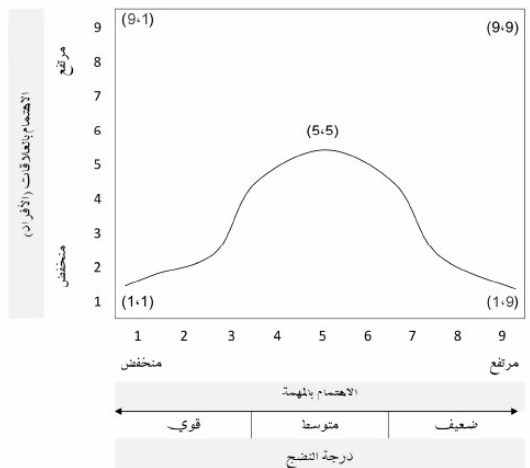 (9،1)
(9،9)
9
8
7
6
5
4
3
2
1
مرتفع
منخفض
الاهتمام بالعلاقات (الأفراد)
(5،5)
(1،1)
(1،9)
1 2 3 4 5 6 7 8 9
منخفض
مرتفع
الاهتمام بالمهمة
قوي
متوسط
ضعيف
درجة النضج